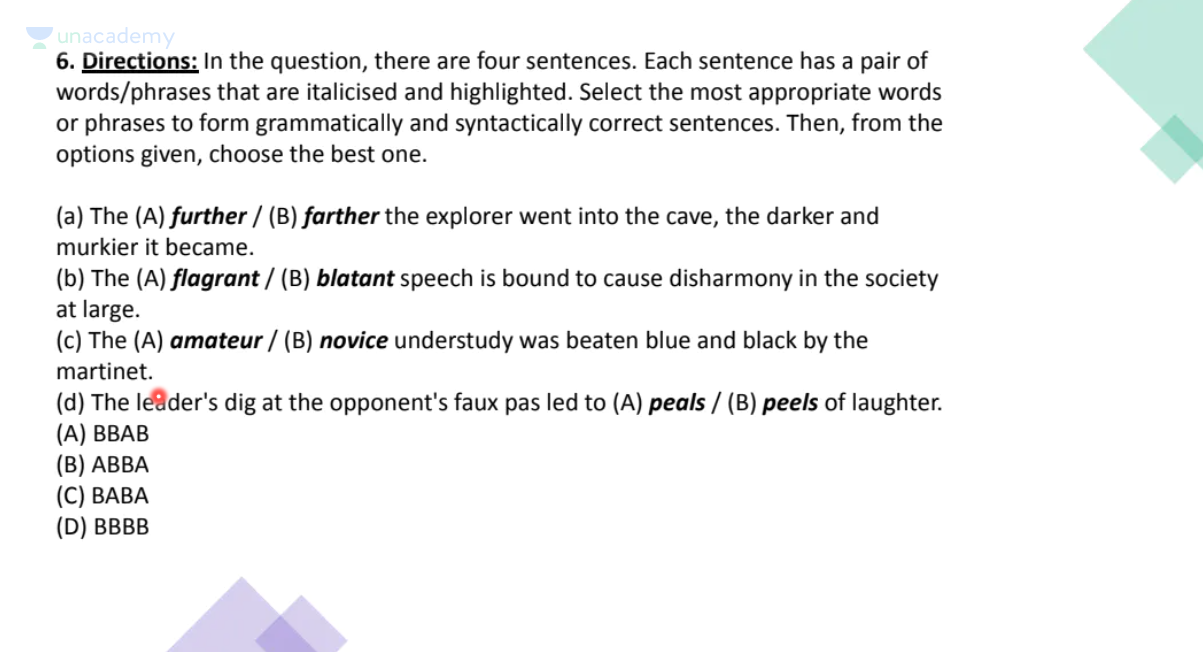 unacademy
6. Directions: In the question, there are four sentences. Each sentence has a pair of
words/phrases that are italicised and highlighted. Select the most appropriate words
or phrases to form grammatically and syntactically correct sentences. Then, from the
options given, choose the best one.
(a) The (A) further / (B) farther the explorer went into the cave, the darker and
murkier it became.
(b) The (A) flagrant / (B) blatant speech is bound to cause disharmony in the society
at large.
(c) The (A) amateur / (B) novice understudy was beaten blue and black by the
martinet.
(d) The leader's dig at the opponent's faux pas led to (A) peals / (B) peels of laughter.
(A) BBAB
(B) ABBA
(C) BABA
(D) BBBB